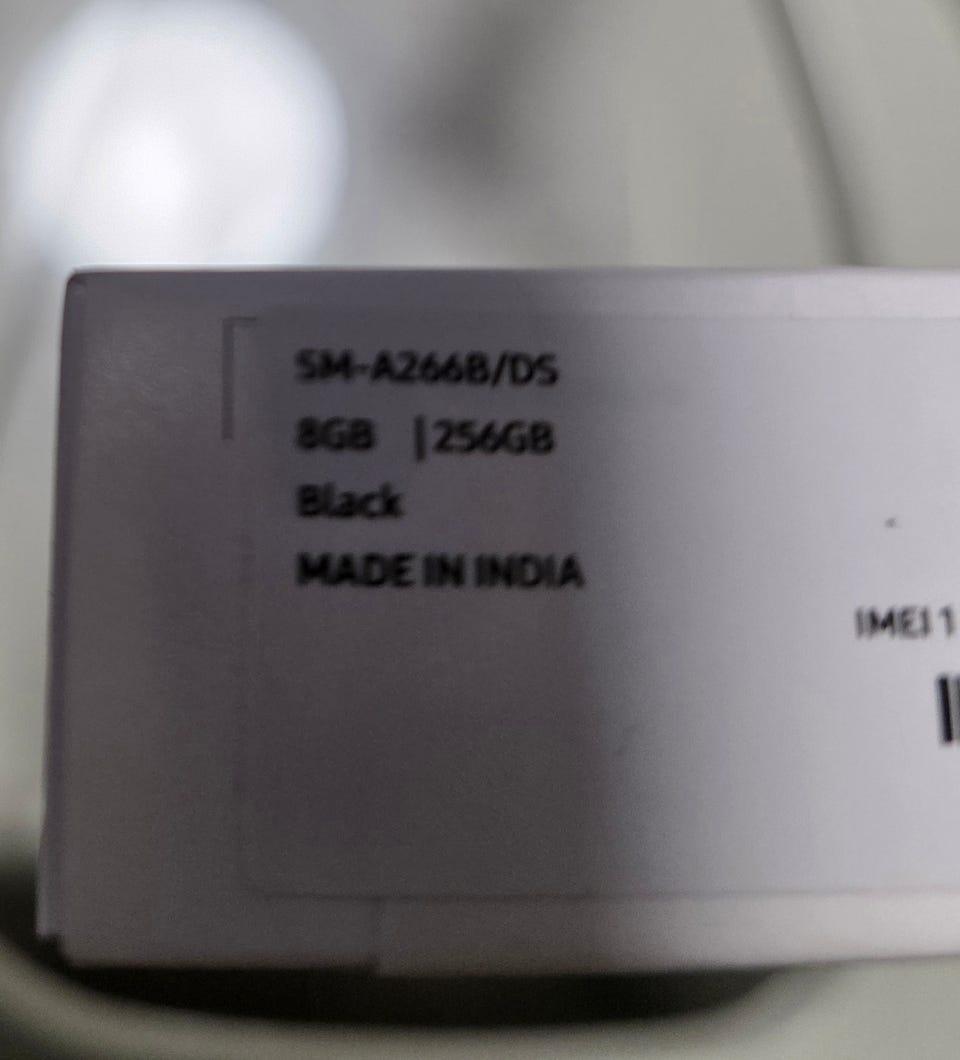 SM-A266B/DS
8GB |256GB
Black
MADE IN INDIA
IMEI 1